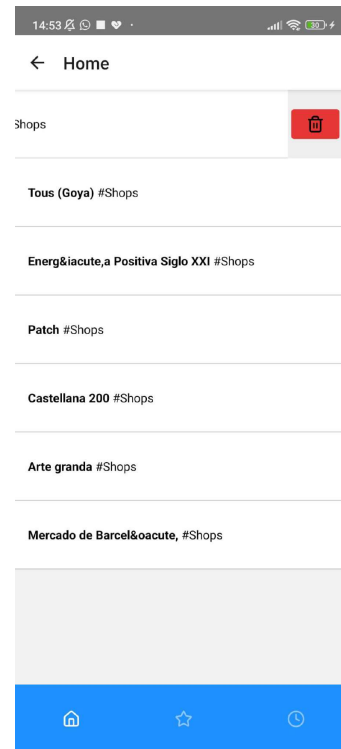 14:53 30
Home
Shops
Tous (Goya) #Shops
Energ&iacute,a Positiva Siglo XXI #Shops
Patch #Shops
Castellana 200 #Shops
Arte granda #Shops
Mercado de Barcel&oacute, #Shops